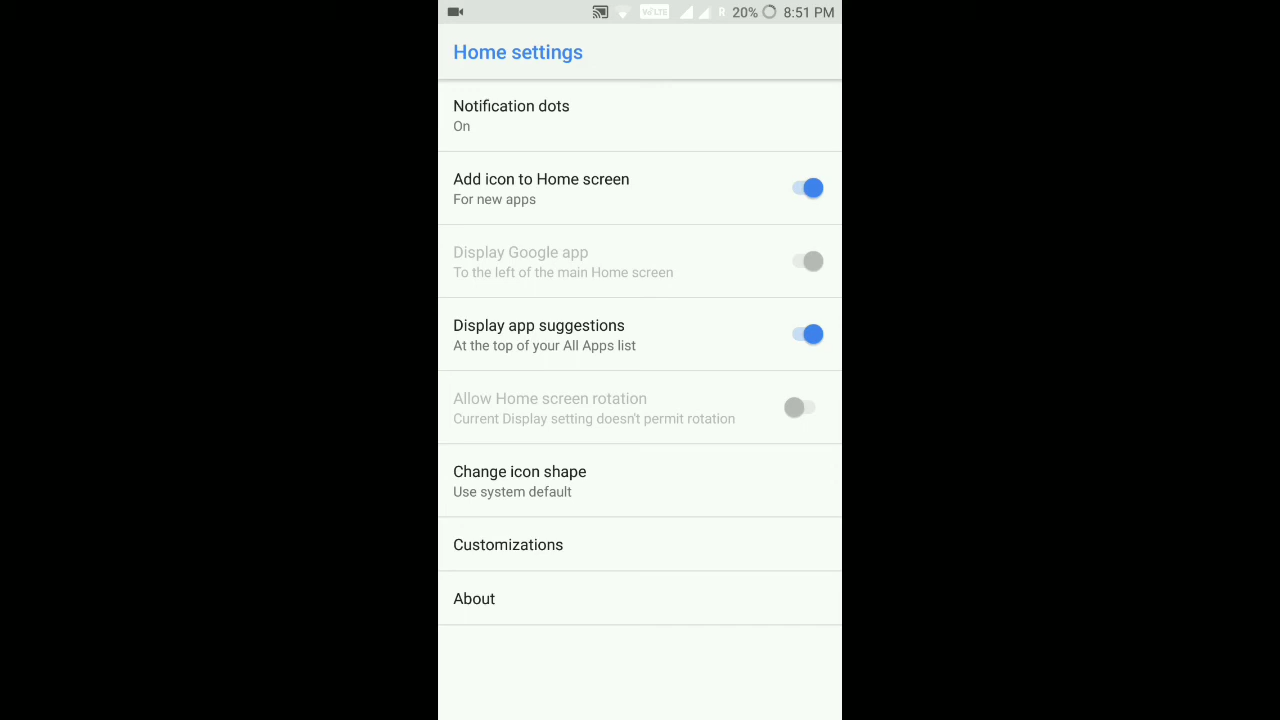 VoLTE R 20% 8:51 PM
Home settings
Notification dots
On
Add icon to Home screen
For new apps
Display Google app
To the left of the main Home screen
Display app suggestions
At the top of your All Apps list
Allow Home screen rotation
Current Display setting doesn't permit rotation
Change icon shape
Use system default
Customizations
About